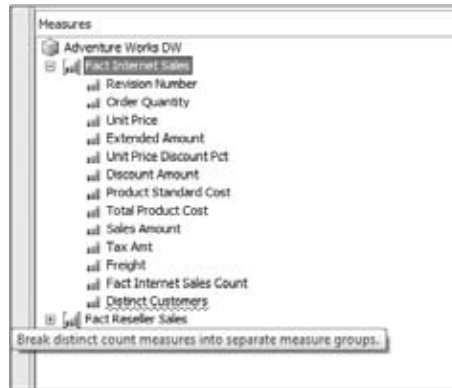 Measures
Adventure Works DW
Fact Internet Sales
Revision Number
Order Quantity
Unit Price
Extended Amount
Unit Price Discount Pct
Discount Amount
Product Standard Cost
Total Product Cost
Sales Amount
Tax Amt
Freight
Fact Internet Sales Count
Distinct Customers
Fact Reseller Sales
Break distinct count measures into separate measure groups.